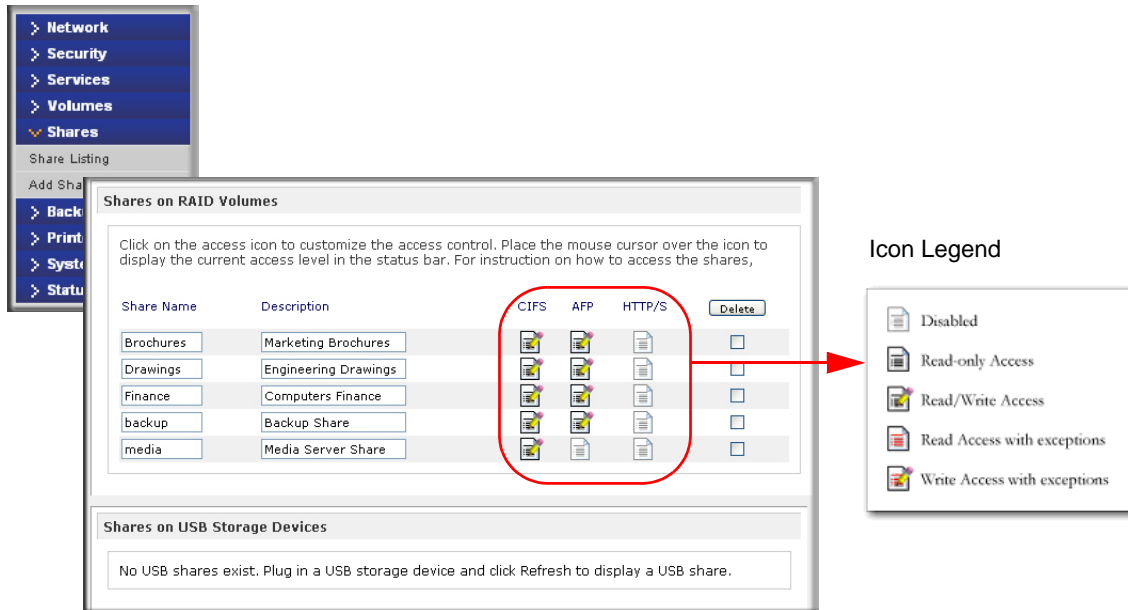 Network
Security
Services
Volumes
Shares
Share Listing
Add Sha
Back
Print
Syst
Statu
Shares on RAID Volumes
Click on the access icon to customize the access control. Place the mouse cursor over the icon to
display the current access level in the status bar. For instruction on how to access the shares,
Share Name Description CIFS AFP HTTP/S Delete
Brochures Marketing Brochures
Drawings Engineering Drawings
Finance Computers Finance
backup Backup Share
media Media Server Share
Shares on USB Storage Devices
No USB shares exist. Plug in a USB storage device and click Refresh to display a USB share.
Icon Legend
Disabled
Read-only Access
Read/Write Access
Read Access with exceptions
Write Access with exceptions